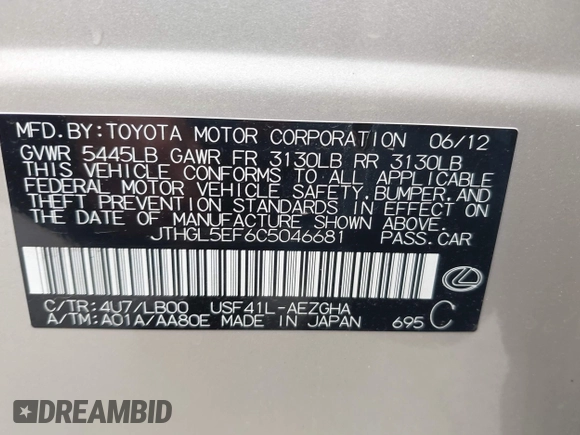 MFD.BY:TOYOTA MOTOR CORPORATION 06/12
GVWR 5445LB GAWR FR 3130LB RR 3130LB
THIS VEHICLE CONFORMS TO ALL APPLICABLE
FEDERAL MOTOR VEHICLE SAFETY,BUMPER,AND
THEFT PREVENTION STANDARDS IN EFFECT ON
THE DATE OF MANUFACTURE SHOWN ABOVE.
JTHGL5EF6C5046681 PASS.CAR
C/TR:4U7/LB00 USF41L-AEZGHA
A/TM:A01A/AA80E MADE IN JAPAN 695 C
DREAMBID